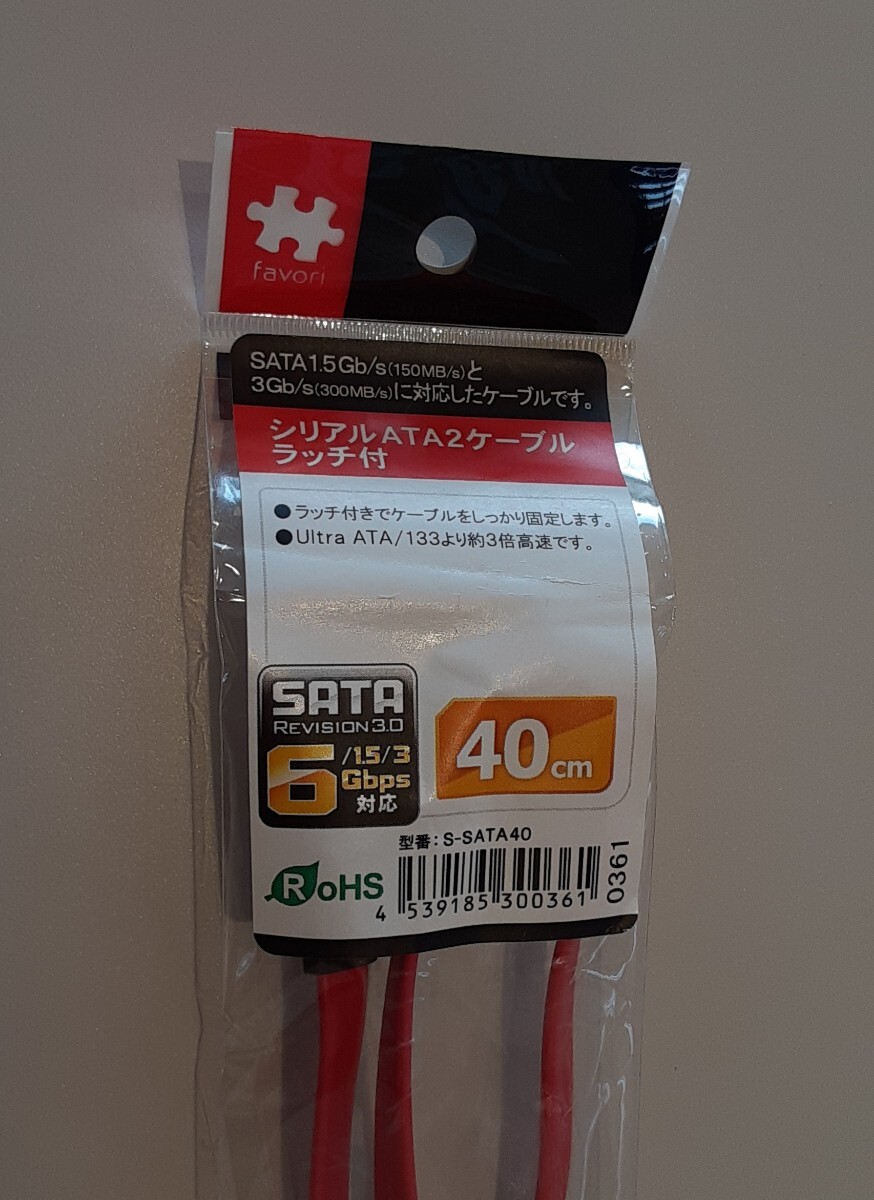 favori
SATA1.5Gb/s(150MB/s)と
3Gb/s(300MB/s)に対応したケーブルです。
シリアルATA2ケーブル
ラッチ付
●ラッチ付きでケーブルをしっかり固定します。
●Ultra ATA/133より約3倍高速です。
SATA
REVISION 3.0
6/1.5/3
Gbps
対応
40cm
型番：S-SATA40
RoHS
4 539185 300361
0361